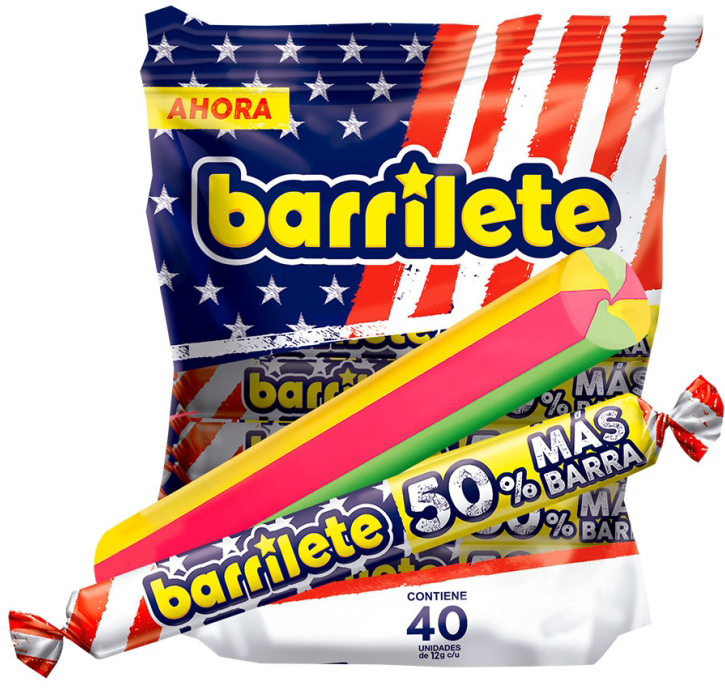 AHORA
barrilete
barrilete
50% MÁS
BARRA
CONTIENE
40
UNIDADES
de 12g c/u